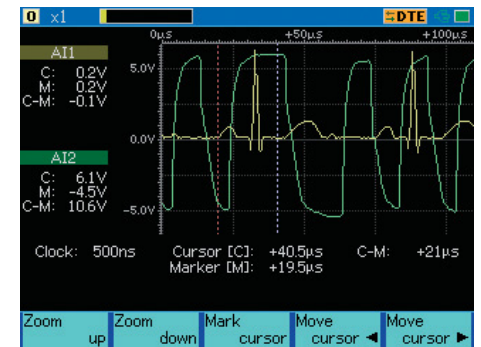 0 x1 DTE
0µs +50µs +100µs
AI1
C: 0.2V
M: 0.2V
C-M: -0.1V
5.0V
0.0V
AI2
C: 6.1V
M: -4.5V
C-M: 10.6V
-5.0V
Clock: 500ns Cursor [C]: +40.5µs C-M: +21µs
Marker [M]: +19.5µs
Zoom up
Zoom down
Mark cursor
Move cursor ◄
Move cursor ►